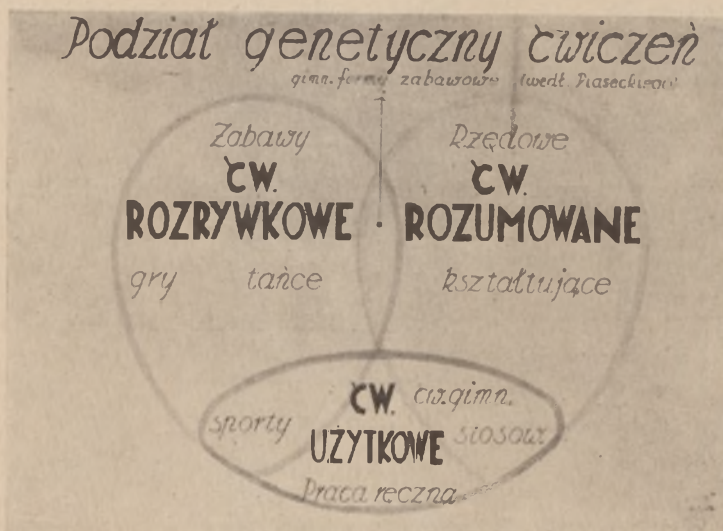 Podział genetyczny ćwiczeń
gimn. formy zabawowe (wedł. Piaseckiego)
Zabawy
ĆW.
ROZRYWKOWE
gry tańce
Rzędowe
ĆW.
ROZUMOWANE
kształtujące
ĆW. ćw. gimn.
sporty UŻYTKOWE stosow.
Praca ręczna